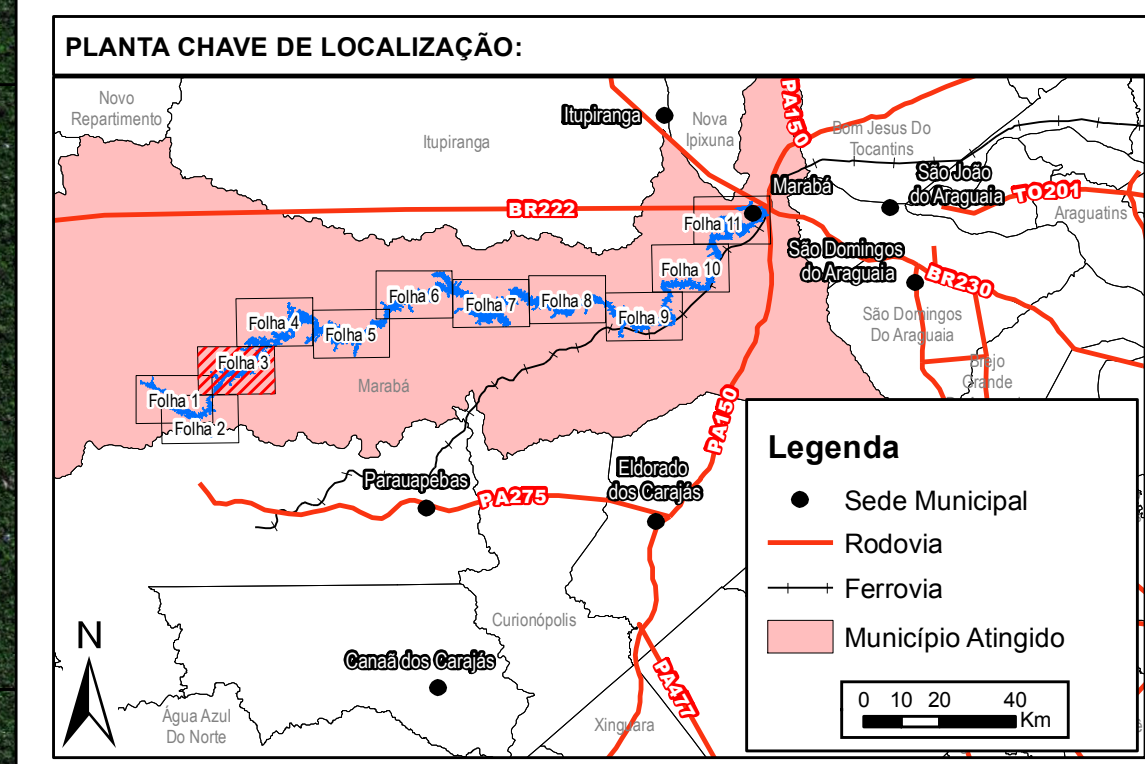 PLANTA CHAVE DE LOCALIZAÇÃO:
Novo
Repartimento
Itupiranga
Itupiranga
Nova
Ipixuna
PA150
Bom Jesus Do
Tocantins
Marabá
São João
do Araguaia
TO201
Araguatins
BR222
Folha 11
São Domingos
do Araguaia
BR230
Folha 10
Folha 6
Folha 7
Folha 8
Folha 9
São Domingos
Do Araguaia
Folha 4
Folha 5
Folha 3
Marabá
Brejo
Grande
Folha 1
Folha 2
PA150
Parauapebas
PA275
Eldorado
dos Carajás
Curionópolis
Canaã dos Carajás
PA477
Água Azul
Do Norte
Xinguara
N
Legenda
Sede Municipal
Rodovia
Ferrovia
Município Atingido
0 10 20 40
Km